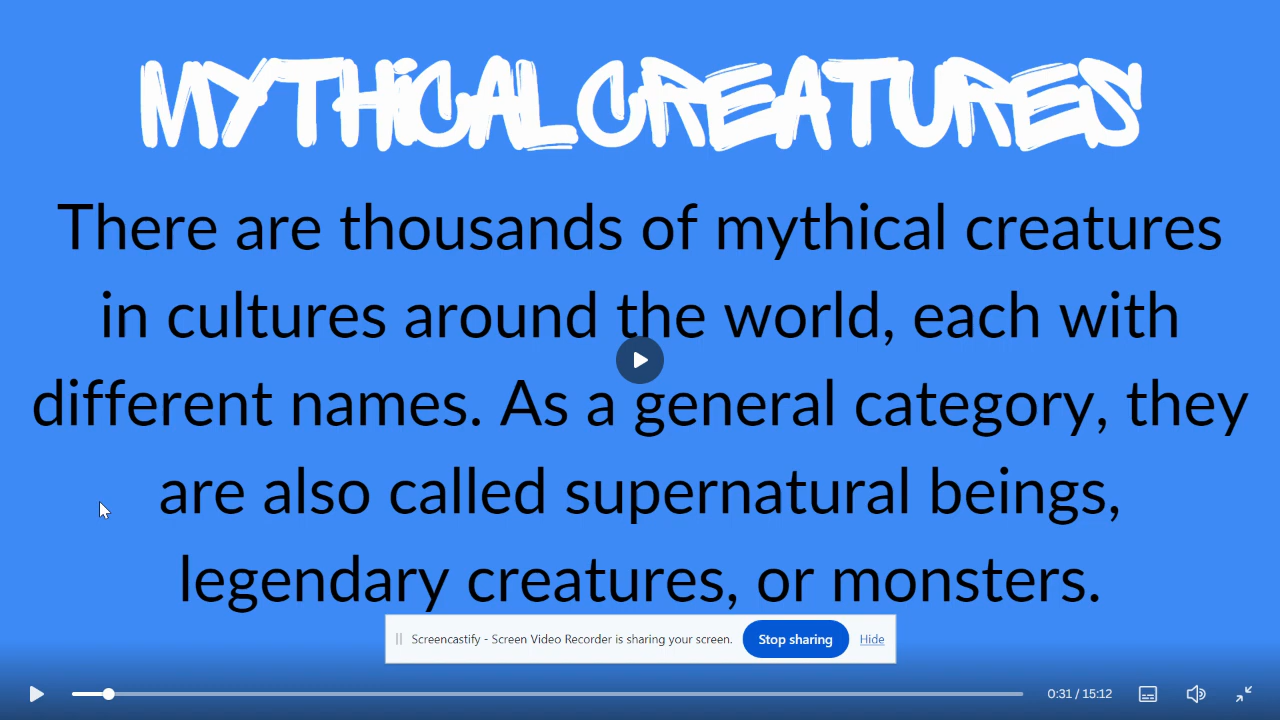 MYTHiCAL CREATURES
There are thousands of mythical creatures
in cultures around the world, each with
different names. As a general category, they
are also called supernatural beings,
legendary creatures, or monsters.
Screencastify - Screen Video Recorder is sharing your screen. Stop sharing Hide
0:31 / 15:12